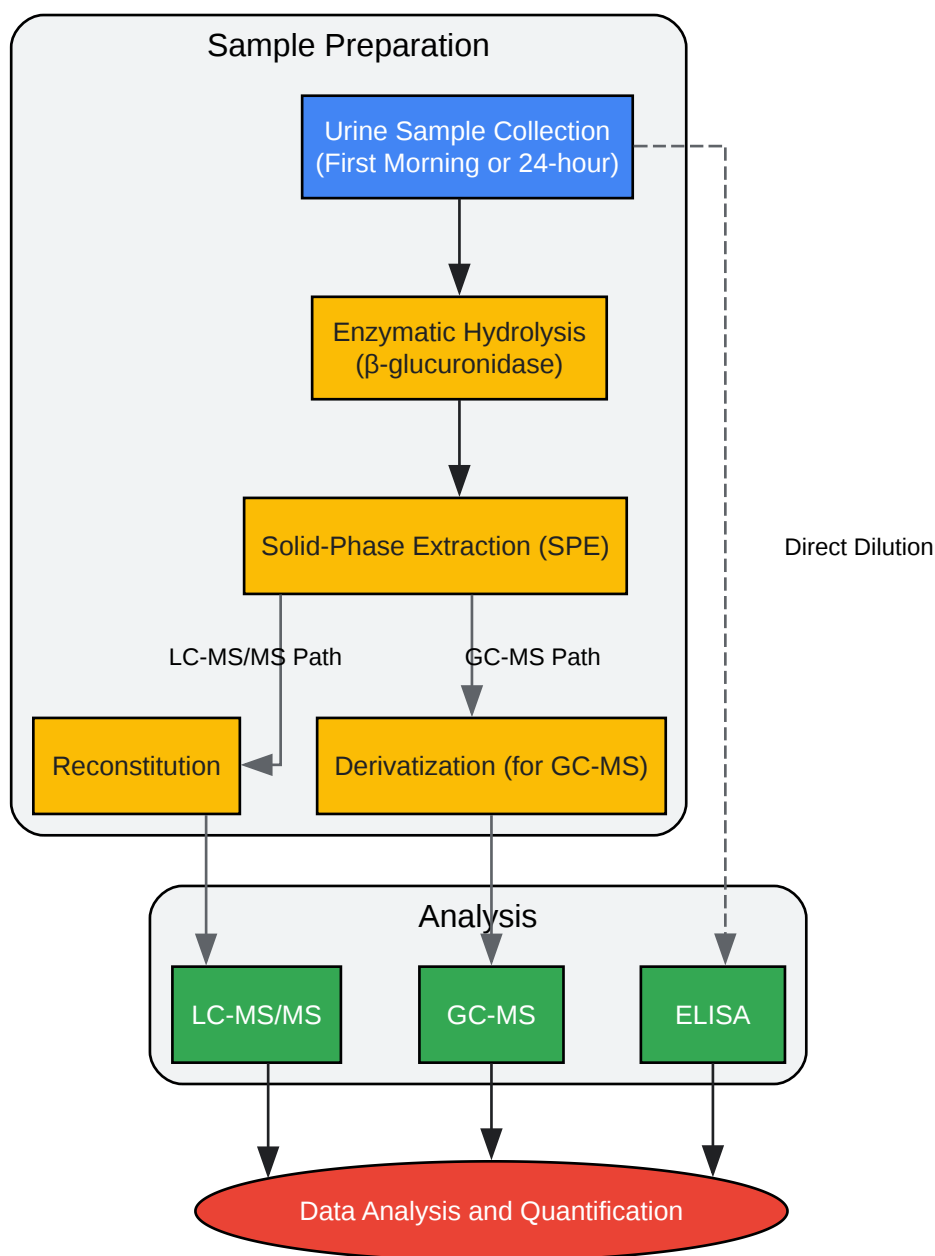 Sample Preparation
Urine Sample Collection
(First Morning or 24-hour)
Enzymatic Hydrolysis
(β-glucuronidase)
Solid-Phase Extraction (SPE)
Direct Dilution
LC-MS/MS Path
GC-MS Path
Reconstitution
Derivatization (for GC-MS)
Analysis
LC-MS/MS
GC-MS
ELISA
Data Analysis and Quantification